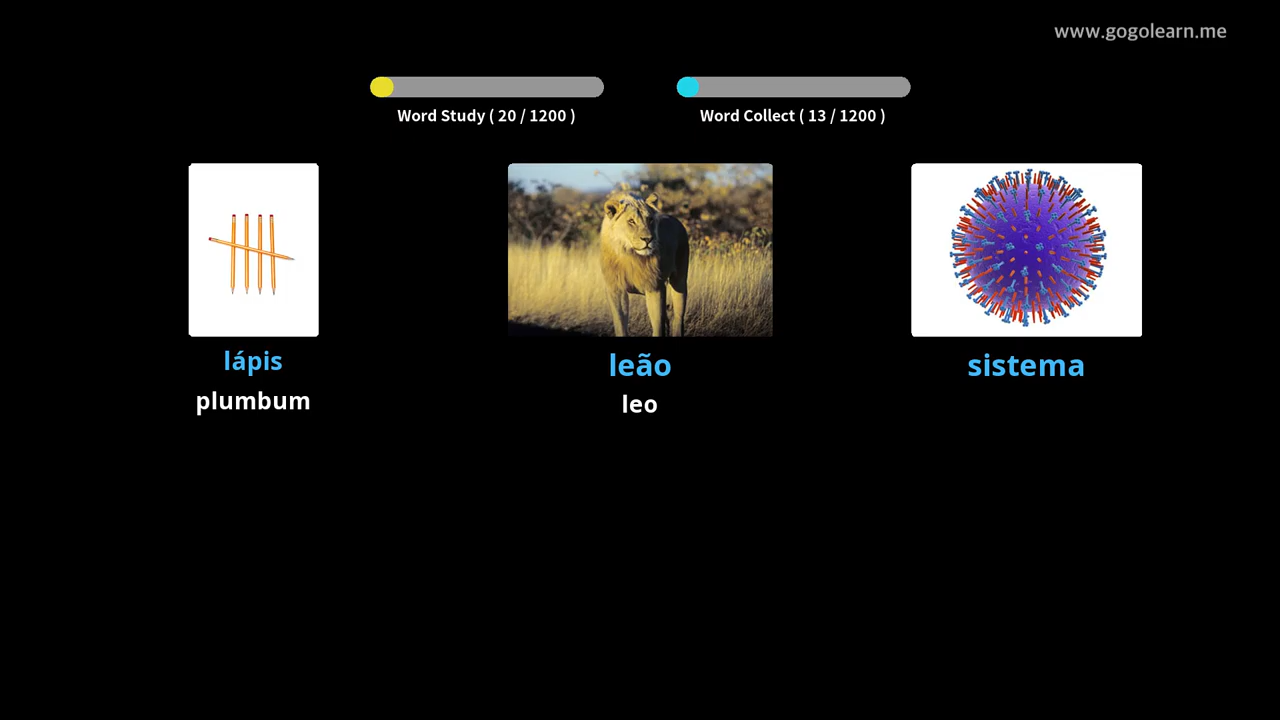 www.gogolearn.me
Word Study ( 20 / 1200 )
Word Collect ( 13 / 1200 )
lápis
plumbum
leão
leo
sistema